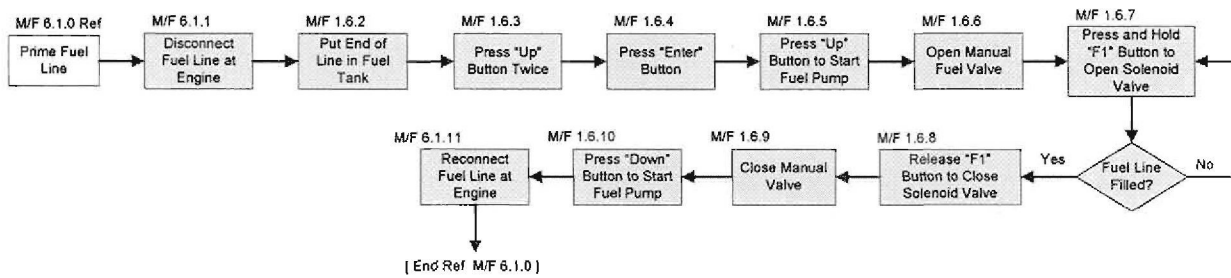 M/F 6.1.0 Ref
Prime Fuel
Line
M/F 6.1.1
Disconnect
Fuel Line at
Engine
M/F 1.6.2
Put End of
Line in Fuel
Tank
M/F 1.6.3
Press "Up"
Button Twice
M/F 1.6.4
Press "Enter"
Button
M/F 1.6.5
Press "Up"
Button to Start
Fuel Pump
M/F 1.6.6
Open Manual
Fuel Valve
M/F 1.6.7
Press and Hold
"F1" Button to
Open Solenoid
Valve
Fuel Line
Filled?
No
Yes
M/F 1.6.8
Release "F1"
Button to Close
Solenoid Valve
M/F 1.6.9
Close Manual
Valve
M/F 1.6.10
Press "Down"
Button to Start
Fuel Pump
M/F 6.1.11
Reconnect
Fuel Line at
Engine
[ End Ref M/F 6.1.0 ]